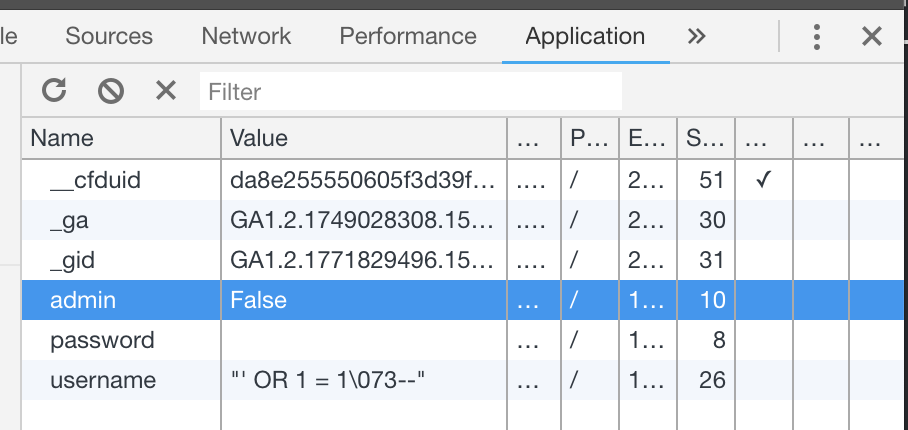 le Sources Network Performance Application »
Filter
Name Value ... P... E... S... ... ... ...
__cfduid da8e255550605f3d39f... .... / 2... 51 ✓
_ga GA1.2.1749028308.15... .... / 2... 30
_gid GA1.2.1771829496.15... .... / 2... 31
admin False ... / 1... 10
password ... / 1... 8
username "' OR 1 = 1\073--" ... / 1... 26